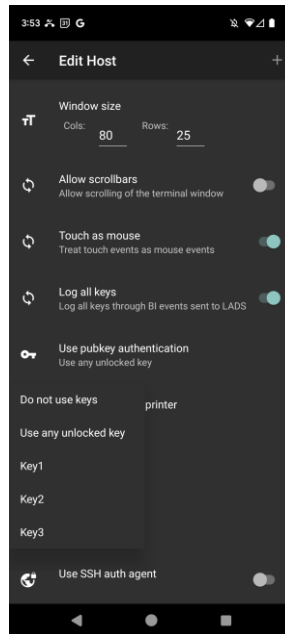 3:53 31 G
Edit Host
Window size
Cols: 80 Rows: 25
Allow scrollbars
Allow scrolling of the terminal window
Touch as mouse
Treat touch events as mouse events
Log all keys
Log all keys through BI events sent to LADS
Use pubkey authentication
Use any unlocked key
Do not use keys
printer
Use any unlocked key
Key1
Key2
Key3
Use SSH auth agent